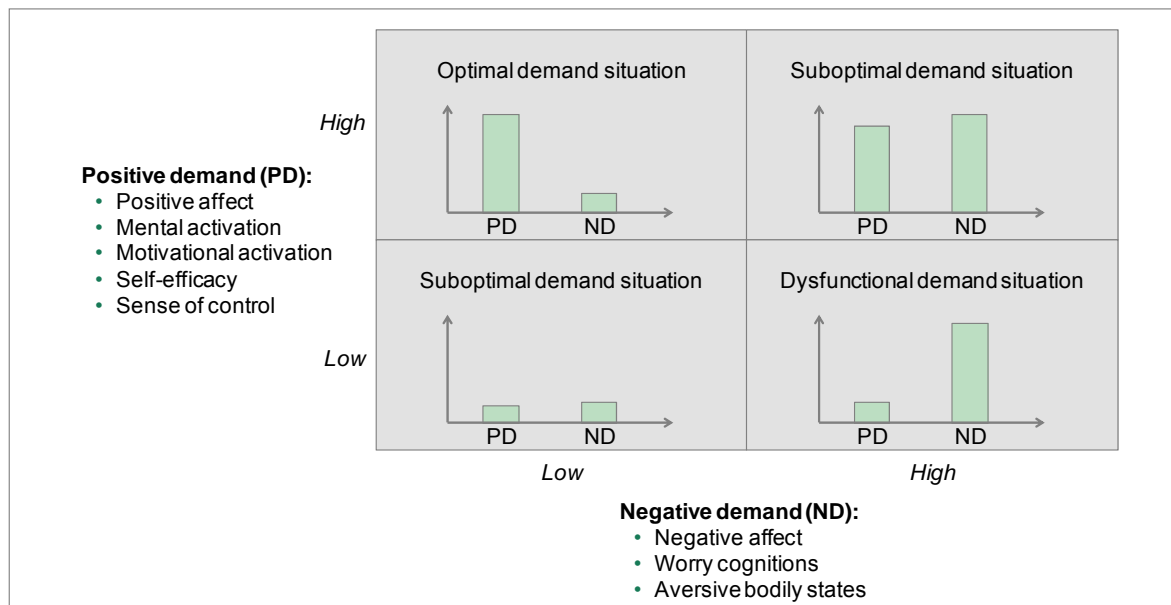 Optimal demand situation
Suboptimal demand situation
High
PD ND
PD ND
Positive demand (PD):
• Positive affect
• Mental activation
• Motivational activation
• Self-efficacy
• Sense of control
Suboptimal demand situation
Dysfunctional demand situation
Low
PD ND
PD ND
Low
High
Negative demand (ND):
• Negative affect
• Worry cognitions
• Aversive bodily states